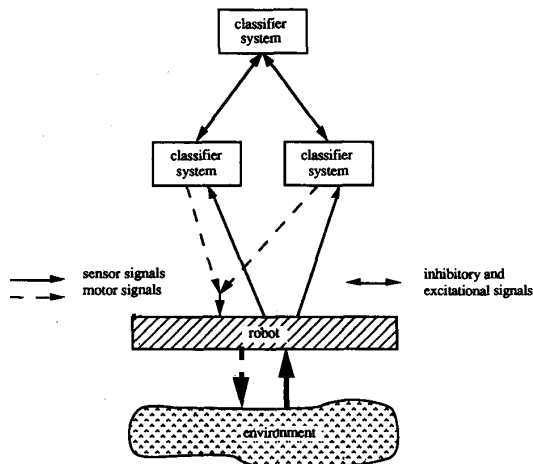 classifier
system
classifier
system
classifier
system
sensor signals
motor signals
inhibitory and
excitational signals
robot
environment